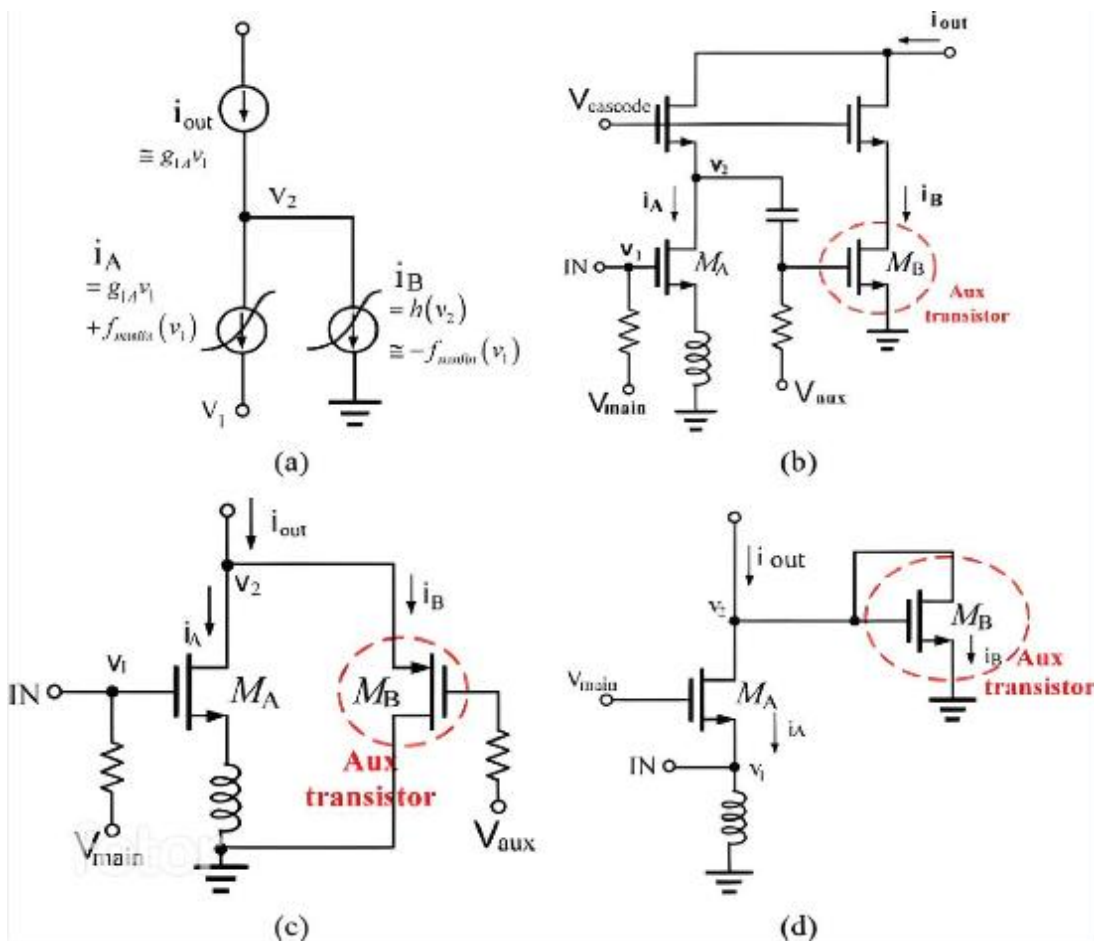 i_out
≅ g_1A v_1
v_2
i_A
= g_1A v_1
+ f_nonlin(v_1)
i_B
= h(v_2)
≅ -f_nonlin(v_1)
V_1
(a)
i_out
V_cascode
v_2
i_A
i_B
IN
v_1
M_A
M_B
Aux
transistor
V_main
V_aux
(b)
i_out
v_2
i_A
i_B
v_1
IN
M_A
M_B
Aux
transistor
V_main
V_aux
(c)
i out
v_2
M_B
i_B
Aux
transistor
V_main
M_A
i_A
IN
v_1
(d)